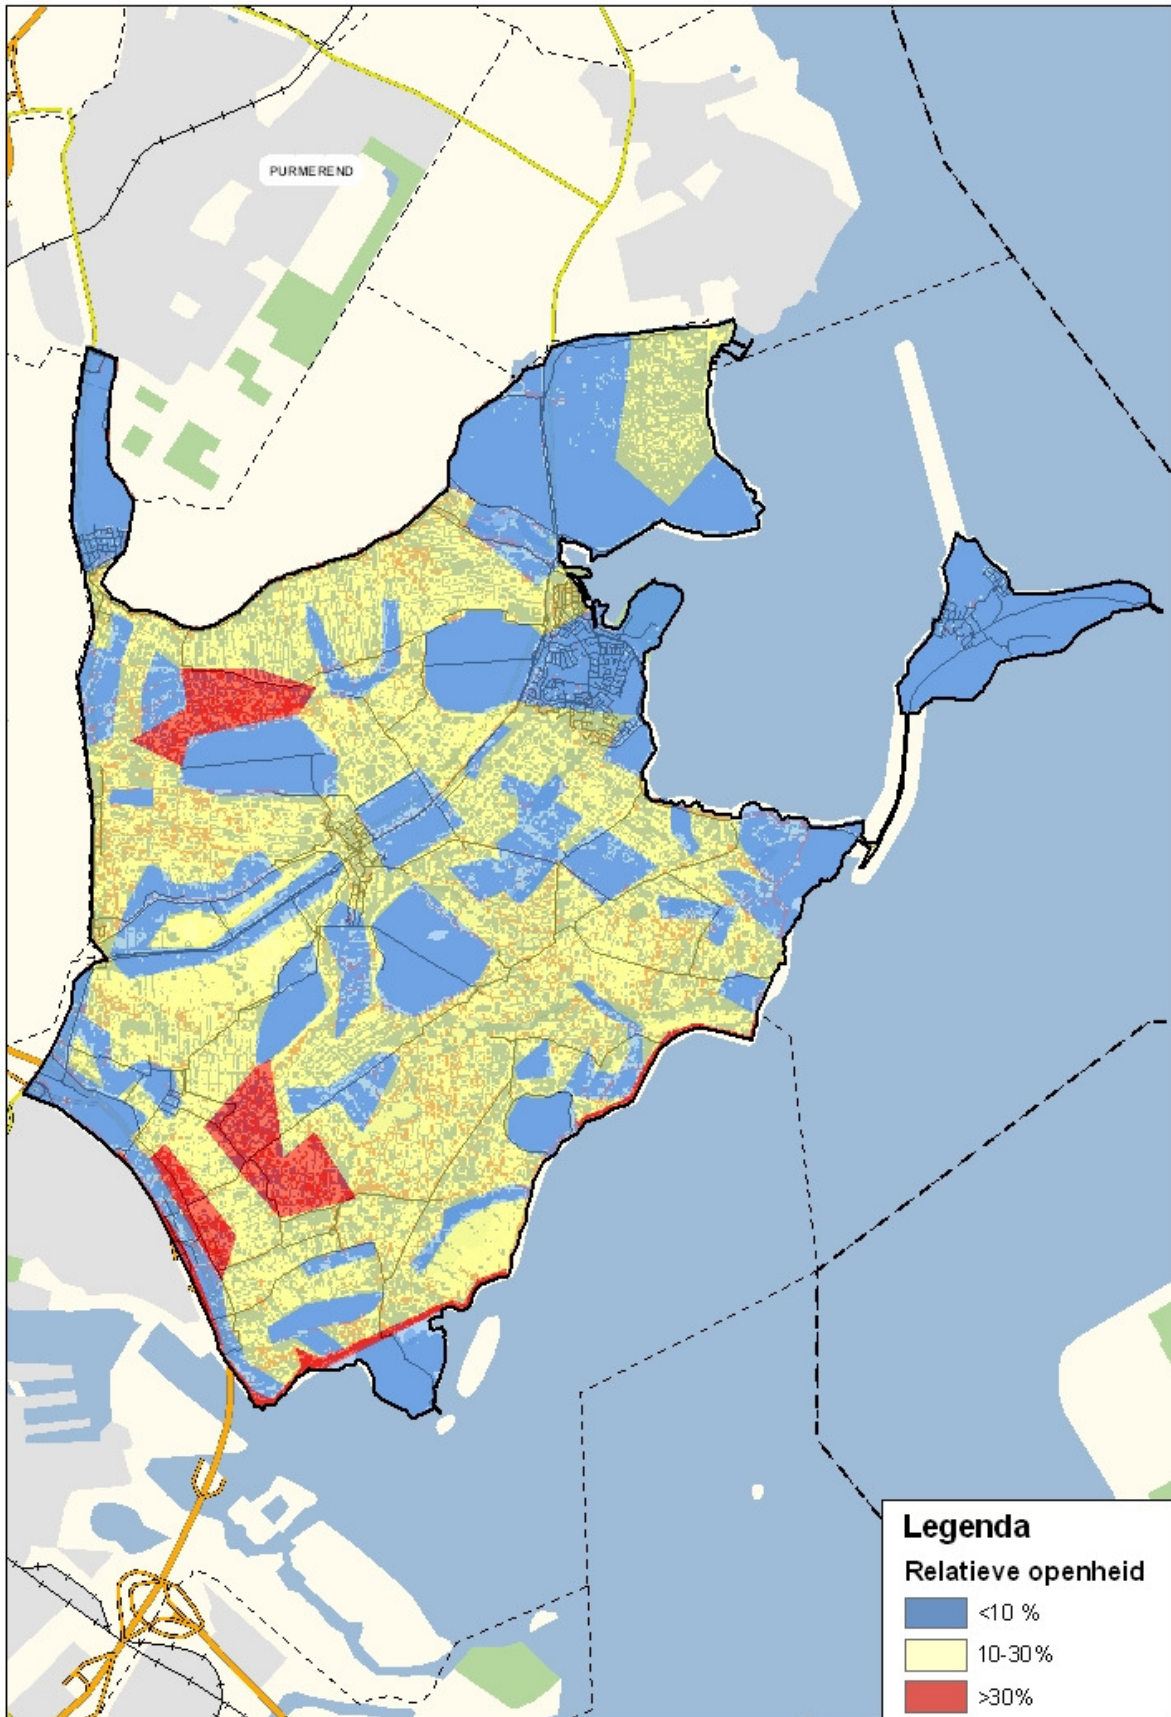 PURMEREND
Legenda
Relatieve openheid
<10 %
10-30%
>30%